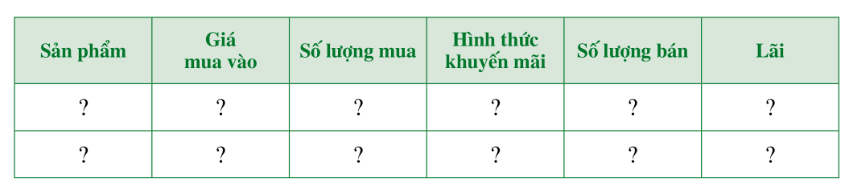 Sản phẩm
Giá
mua vào
Số lượng mua
Hình thức
khuyến mãi
Số lượng bán
Lãi
? ? ? ? ? ?
? ? ? ? ? ?